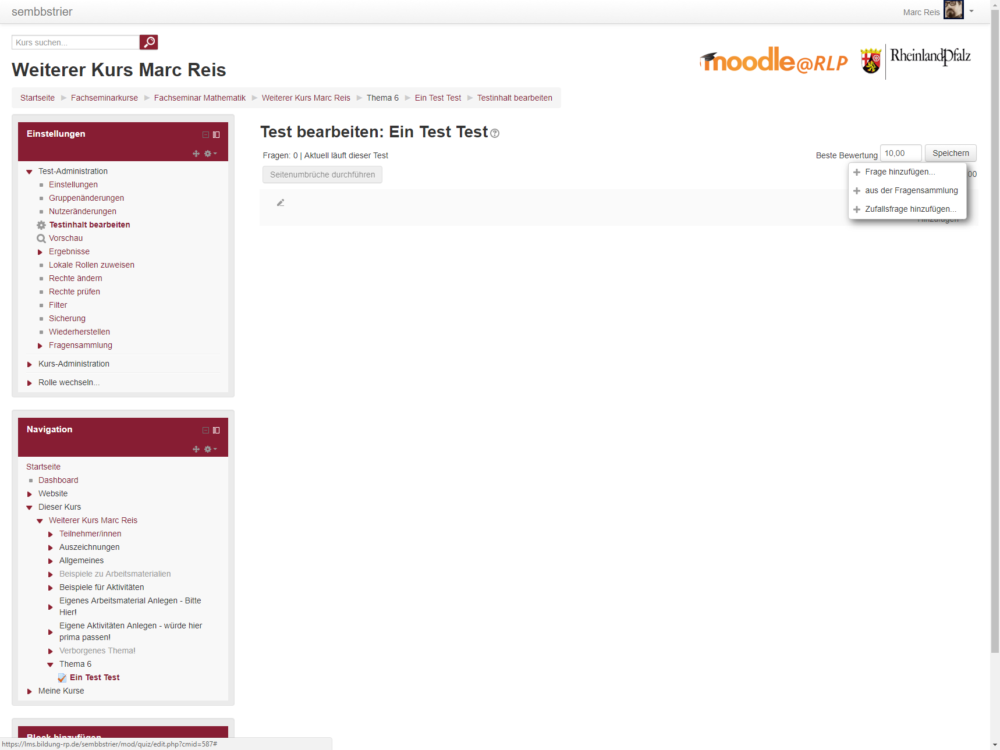 sembbstrier
Marc Reis
Kurs suchen...
Weiterer Kurs Marc Reis
moodle@RLP
RheinlandPfalz
Startseite Fachseminarkurse Fachseminar Mathematik Weiterer Kurs Marc Reis Thema 6 Ein Test Test Testinhalt bearbeiten
Einstellungen
Test-Administration
Einstellungen
Gruppenänderungen
Nutzeränderungen
Testinhalt bearbeiten
Vorschau
Ergebnisse
Lokale Rollen zuweisen
Rechte ändern
Rechte prüfen
Filter
Sicherung
Wiederherstellen
Fragensammlung
Kurs-Administration
Rolle wechseln...
Navigation
Startseite
Dashboard
Website
Dieser Kurs
Weiterer Kurs Marc Reis
Teilnehmer/innen
Auszeichnungen
Allgemeines
Beispiele zu Arbeitsmaterialien
Beispiele für Aktivitäten
Eigenes Arbeitsmaterial Anlegen - Bitte
Hier!
Eigene Aktivitäten Anlegen - würde hier
prima passen!
Verborgenes Thema!
Thema 6
Ein Test Test
Meine Kurse
Block hinzufügen
Test bearbeiten: Ein Test Test
Fragen: 0 | Aktuell läuft dieser Test
Beste Bewertung 10,00 Speichern
Seitenumbrüche durchführen
00
Frage hinzufügen...
aus der Fragensammlung
Zufallsfrage hinzufügen...
Hinzufügen
https://lms.bildung-rp.de/sembbstrier/mod/quiz/edit.php?cmid=587#